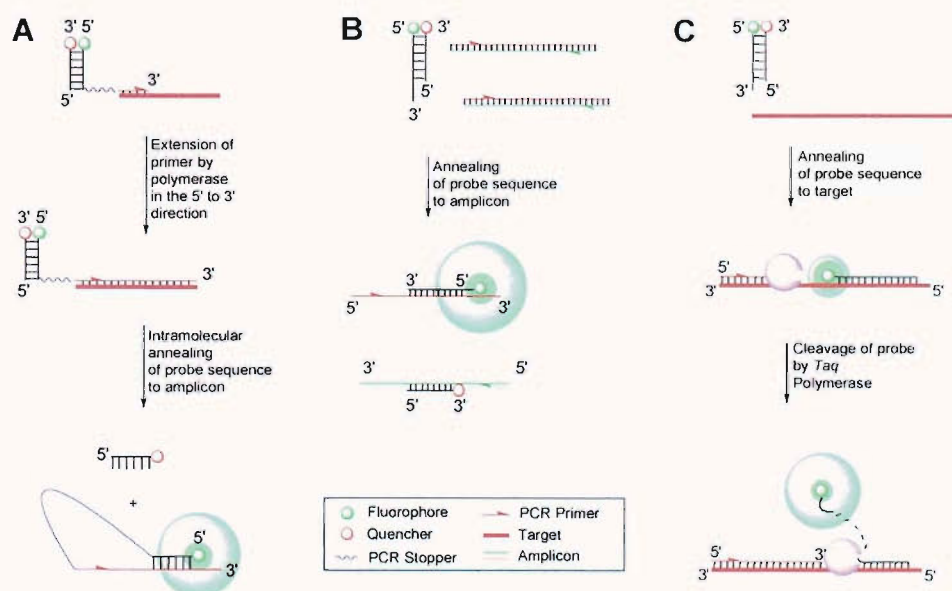 A
3' 5'
5'
3'
Extension of
primer by
polymerase
in the 5' to 3'
direction
3' 5'
5'
3'
Intramolecular
annealing
of probe sequence
to amplicon
5'
+
5'
3'
B
5' 3'
5'
3'
Annealing
of probe sequence
to amplicon
3' 5'
5' 3'
3' 5'
5' 3'
Fluorophore
Quencher
PCR Stopper
PCR Primer
Target
Amplicon
C
5' 3'
3' 5'
Annealing
of probe sequence
to target
5'
3' 5'
Cleavage of probe
by Taq
Polymerase
5' 3'
3' 5'